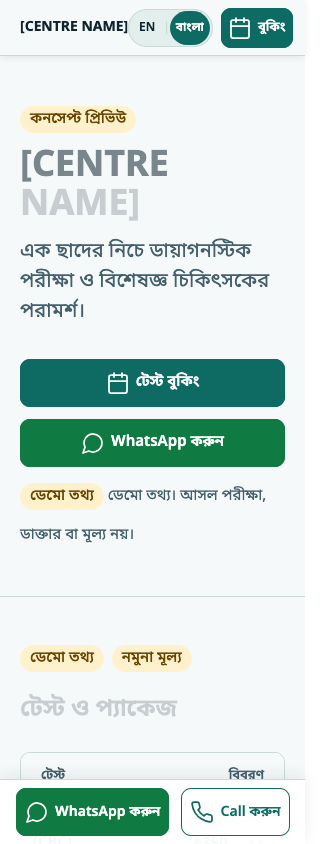 [CENTRE NAME] EN বাংলা বুকিং
কনসেপ্ট প্রিভিউ
[CENTRE
NAME]
এক ছাদের নিচে ডায়াগনস্টিক
পরীক্ষা ও বিশেষজ্ঞ চিকিৎসকের
পরামর্শ।
টেস্ট বুকিং
WhatsApp করুন
ডেমো তথ্য ডেমো তথ্য। আসল পরীক্ষা,
ডাক্তার বা মূল্য নয়।
ডেমো তথ্য নমুনা মূল্য
টেস্ট ও প্যাকেজ
টেস্ট বিবরণ
WhatsApp করুন Call করুন